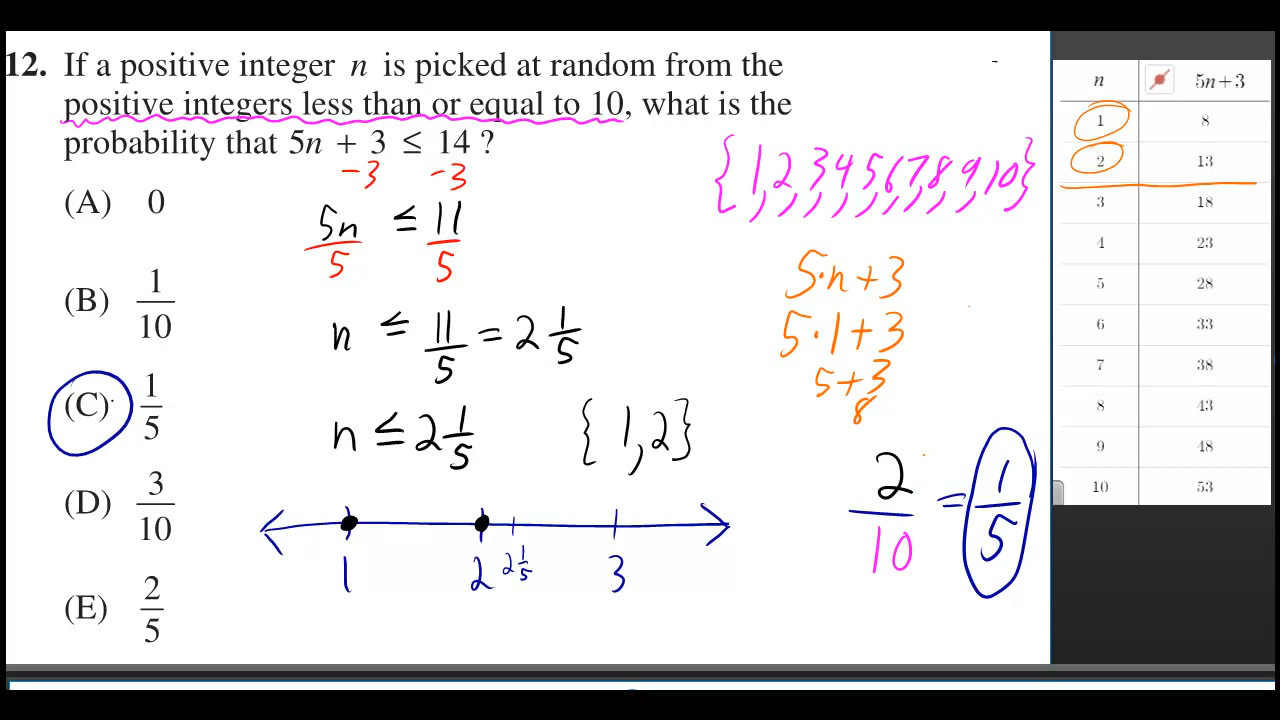 12. If a positive integer n is picked at random from the
positive integers less than or equal to 10, what is the
probability that 5n + 3 ≤ 14 ?
(A) 0
(B) 1/10
(C) 1/5
(D) 3/10
(E) 2/5
-3 -3
5n/5 ≤ 11/5
n ≤ 11/5 = 2 1/5
n ≤ 2 1/5 {1,2}
1 2 2 1/5 3
{1,2,3,4,5,6,7,8,9,10}
5·n+3
5·1+3
5+3
8
2/10 = 1/5
n 5n+3
1 8
2 13
3 18
4 23
5 28
6 33
7 38
8 43
9 48
10 53